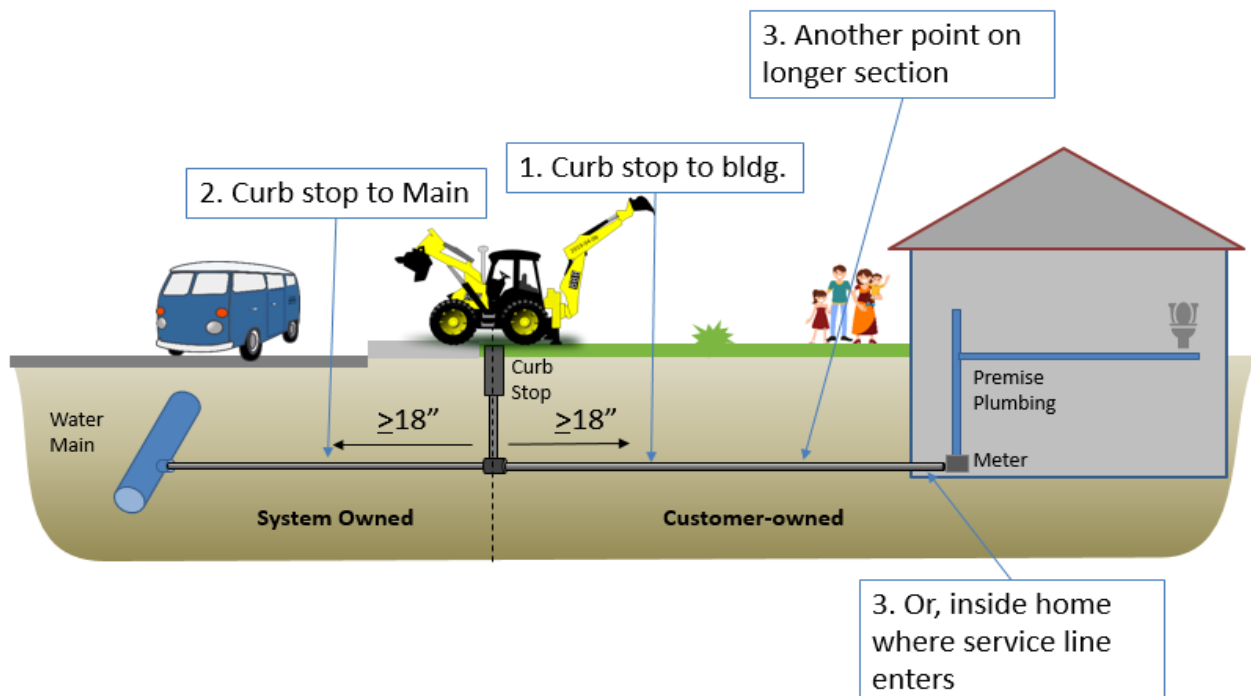 3. Another point on
longer section
1. Curb stop to bldg.
2. Curb stop to Main
Curb
Stop
≥18”
≥18”
Water
Main
Premise
Plumbing
Meter
System Owned
Customer-owned
3. Or, inside home
where service line
enters